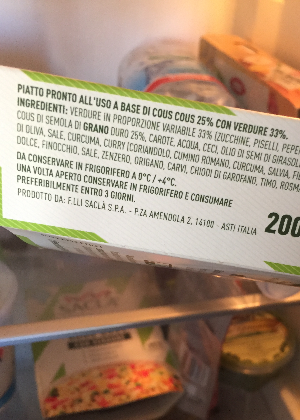 PIATTO PRONTO ALL'USO A BASE DI COUS COUS 25% CON VERDURE 33%.
INGREDIENTI: VERDURE IN PROPORZIONE VARIABILE 33% (ZUCCHINE, PISELLI, PEPE
COUS DI SEMOLA DI GRANO DURO 25%, CAROTE, ACQUA, CECI, OLIO DI SEMI DI GIRASOL
DI OLIVA, SALE, CURCUMA, CURRY (CORIANDOLO, CUMINO ROMANO, CURCUMA, SALVIA, FI
DOLCE, FINOCCHIO, SALE, ZENZERO, ORIGANO, CARVI, CHIODI DI GAROFANO, TIMO, ROSM
DA CONSERVARE IN FRIGORIFERO A 0°C / +4°C.
UNA VOLTA APERTO CONSERVARE IN FRIGORIFERO E CONSUMARE
PREFERIBILMENTE ENTRO 3 GIORNI.
PRODOTTO DA: F.LLI SACLÀ S.P.A. - P.ZA AMENDOLA 2, 14100 - ASTI ITALIA
200
SACLÀ